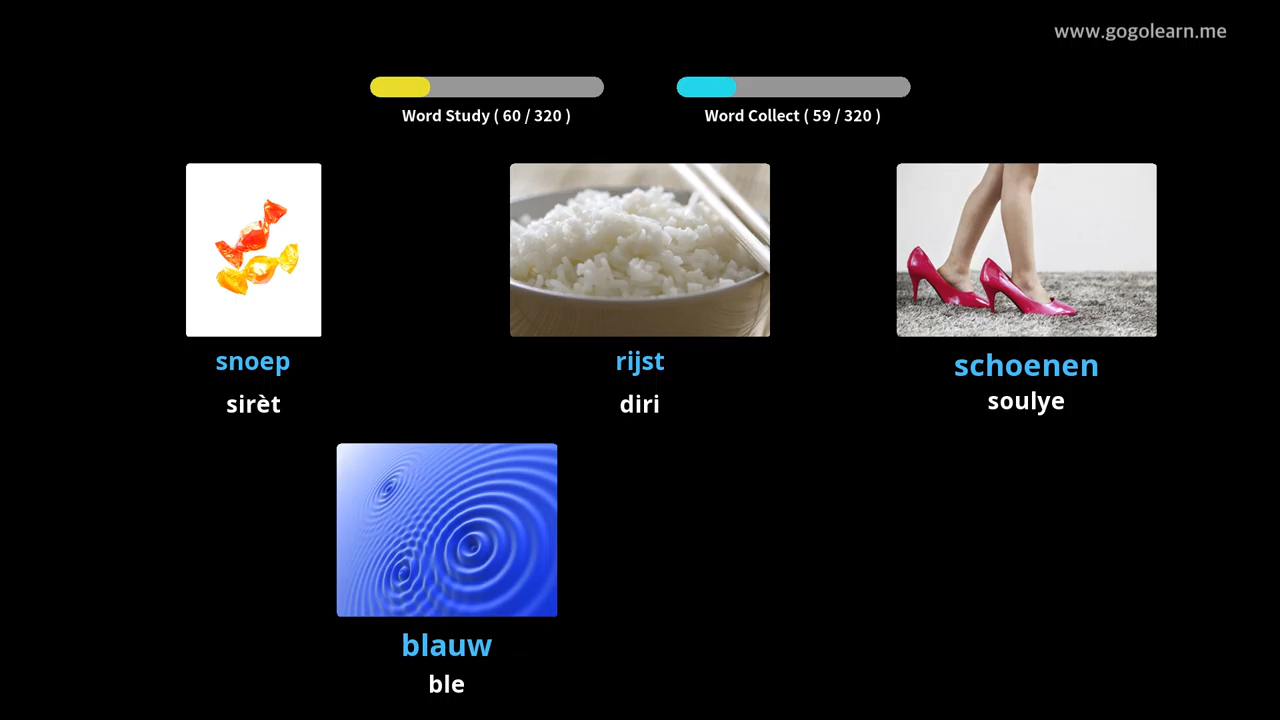 www.gogolearn.me
Word Study ( 60 / 320 )
Word Collect ( 59 / 320 )
snoep
sirèt
rijst
diri
schoenen
soulye
blauw
ble